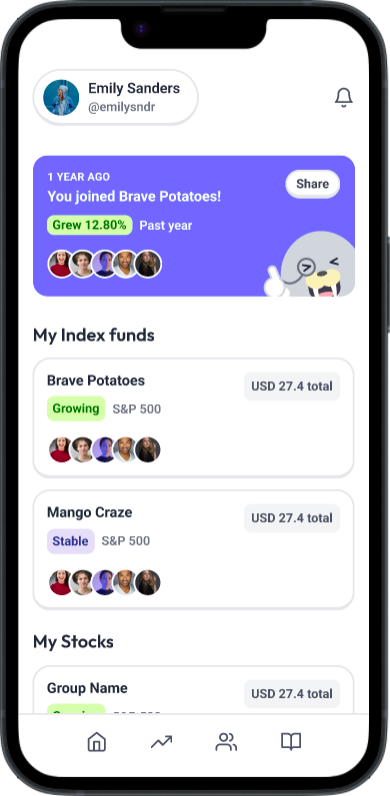 Emily Sanders
@emilysndr
1 YEAR AGO
Share
You joined Brave Potatoes!
Grew 12.80% Past year
My Index funds
Brave Potatoes
USD 27.4 total
Growing S&P 500
Mango Craze
USD 27.4 total
Stable S&P 500
My Stocks
Group Name
USD 27.4 total